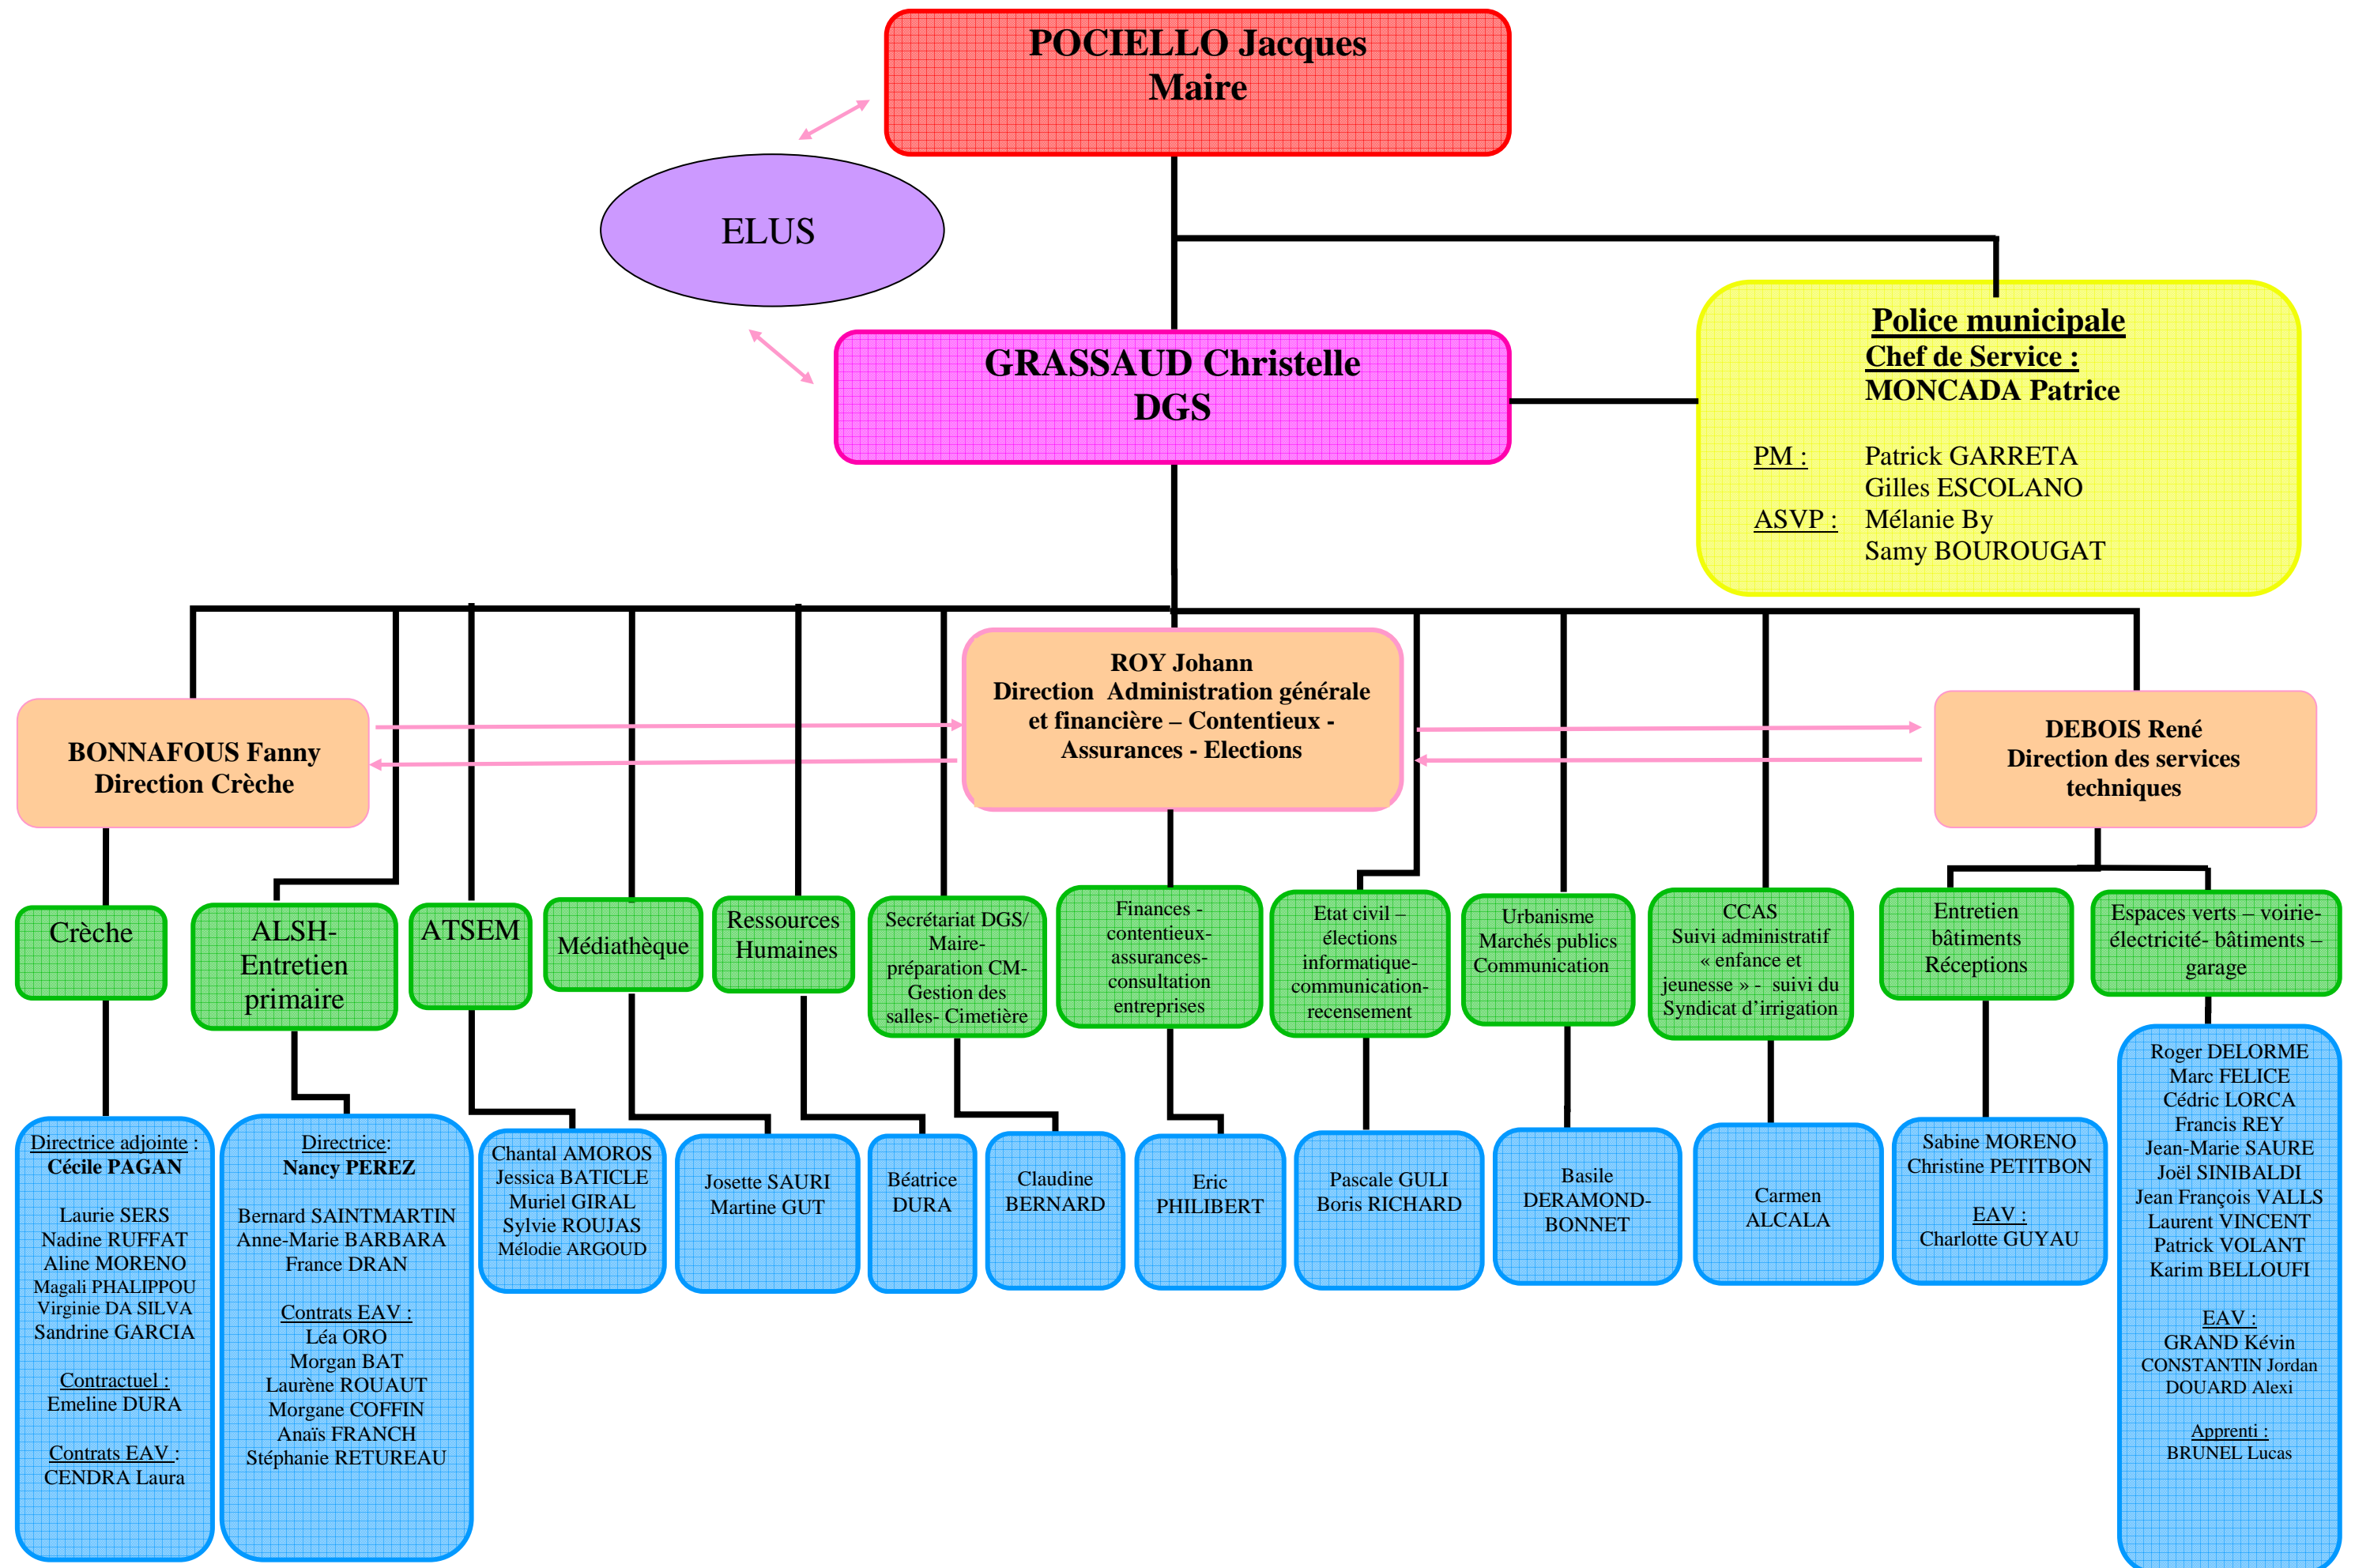 POCIELLO Jacques
Maire
ELUS
GRASSAUD Christelle
DGS
Police municipale
Chef de Service :
MONCADA Patrice
PM : Patrick GARRETA
Gilles ESCOLANO
ASVP : Mélanie By
Samy BOUROUGAT
BONNAFOUS Fanny
Direction Crèche
ROY Johann
Direction Administration générale
et financière – Contentieux -
Assurances - Elections
DEBOIS René
Direction des services
techniques
Crèche
ALSH-
Entretien
primaire
ATSEM
Médiathèque
Ressources
Humaines
Secrétariat DGS/
Maire-
préparation CM-
Gestion des
salles- Cimetière
Finances -
contentieux-
assurances-
consultation
entreprises
Etat civil –
élections
informatique-
communication-
recensement
Urbanisme
Marchés publics
Communication
CCAS
Suivi administratif
« enfance et
jeunesse » - suivi du
Syndicat d’irrigation
Entretien
bâtiments
Réceptions
Espaces verts – voirie-
électricité- bâtiments –
garage
Directrice adjointe :
Cécile PAGAN
Laurie SERS
Nadine RUFFAT
Aline MORENO
Magali PHALIPPOU
Virginie DA SILVA
Sandrine GARCIA
Contractuel :
Emeline DURA
Contrats EAV :
CENDRA Laura
Directrice:
Nancy PEREZ
Bernard SAINTMARTIN
Anne-Marie BARBARA
France DRAN
Contrats EAV :
Léa ORO
Morgan BAT
Laurène ROUAUT
Morgane COFFIN
Anaïs FRANCH
Stéphanie RETUREAU
Chantal AMOROS
Jessica BATICLE
Muriel GIRAL
Sylvie ROUJAS
Mélodie ARGOUD
Josette SAURI
Martine GUT
Béatrice
DURA
Claudine
BERNARD
Eric
PHILIBERT
Pascale GULI
Boris RICHARD
Basile
DERAMOND-
BONNET
Carmen
ALCALA
Sabine MORENO
Christine PETITBON
EAV :
Charlotte GUYAU
Roger DELORME
Marc FELICE
Cédric LORCA
Francis REY
Jean-Marie SAURE
Joël SINIBALDI
Jean François VALLS
Laurent VINCENT
Patrick VOLANT
Karim BELLOUFI
EAV :
GRAND Kévin
CONSTANTIN Jordan
DOUARD Alexi
Apprenti :
BRUNEL Lucas